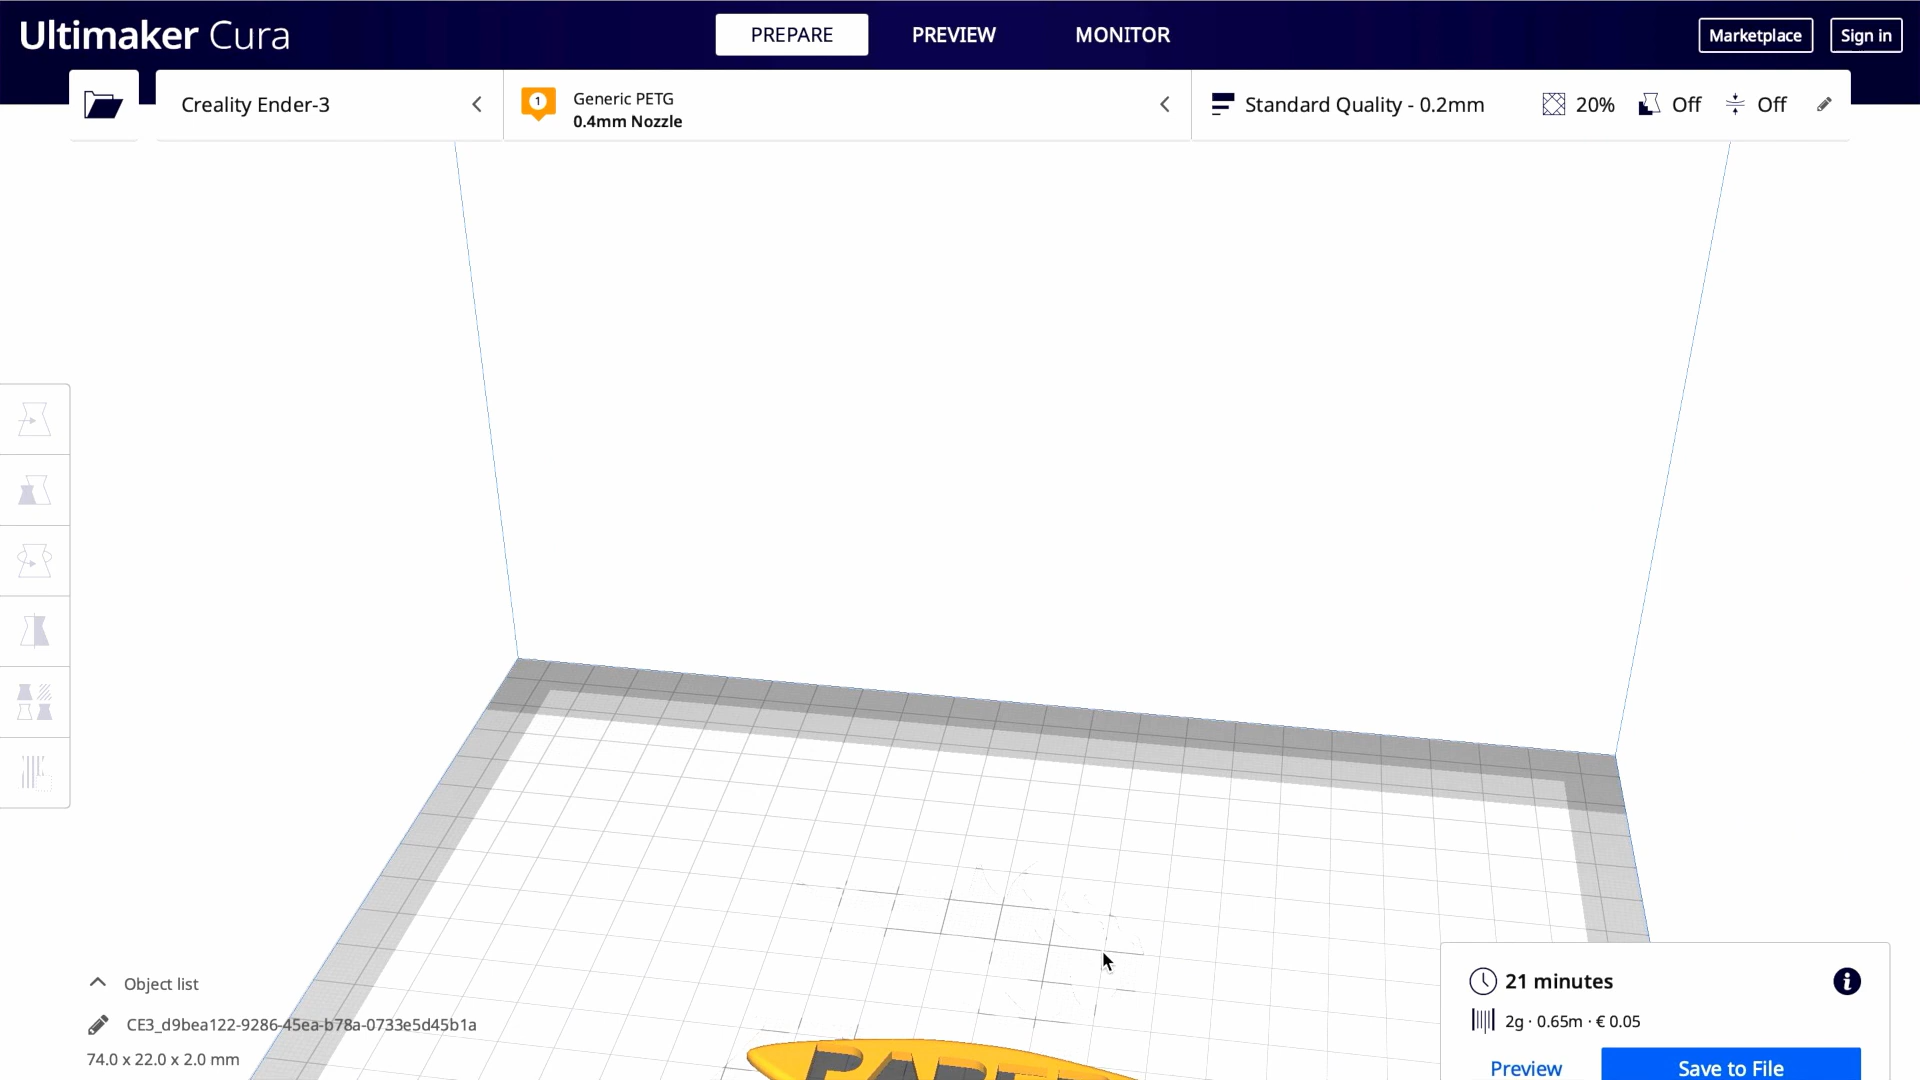 Ultimaker Cura
PREPARE
PREVIEW
MONITOR
Marketplace
Sign in
Creality Ender-3
1
Generic PETG
0.4mm Nozzle
Standard Quality - 0.2mm
20%
Off
Off
Object list
CE3_d9bea122-9286-45ea-b78a-0733e5d45b1a
74.0 x 22.0 x 2.0 mm
21 minutes
2g · 0.65m · € 0.05
Preview
Save to File